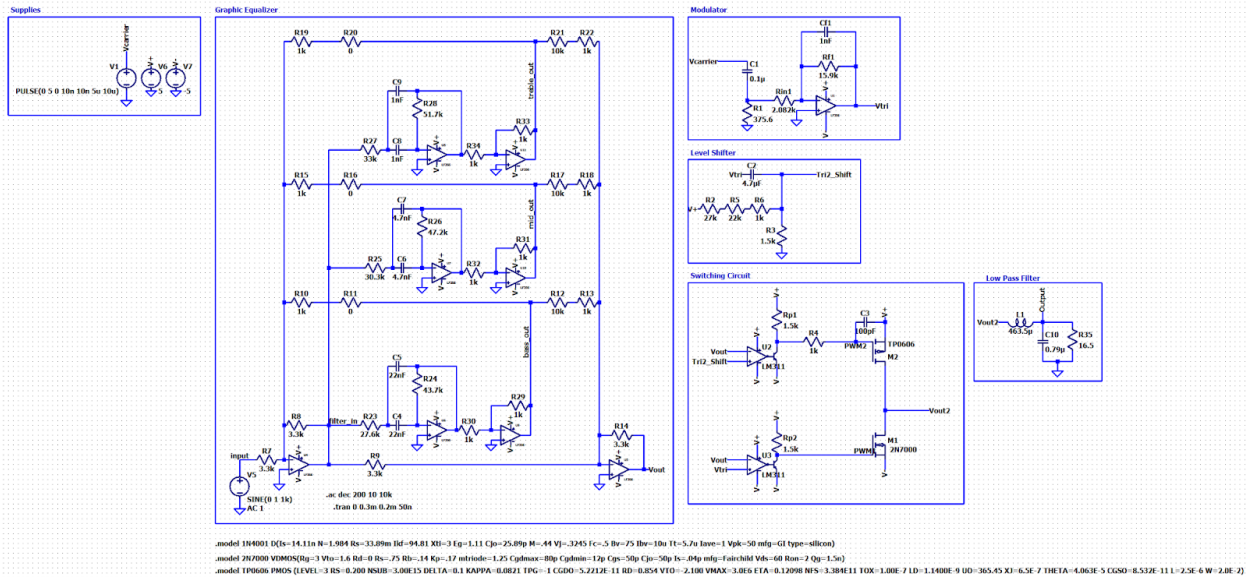 Supplies
Vcarrier
V1
V+
V6
V-
V7
PULSE(0 5 0 10n 10n 5u 10u)
5
-5
Graphic Equalizer
R19
1k
R20
0
R21
10k
R22
1k
treble_out
C9
1nF
R28
51.7k
R33
1k
R27
33k
C8
1nF
R34
1k
R15
1k
R16
0
R17
10k
R18
1k
mid_out
C7
4.7nF
R26
47.2k
R31
1k
R25
30.3k
C6
4.7nF
R32
1k
R10
1k
R11
0
R12
10k
R13
1k
bass_out
C5
22nF
R24
43.7k
R29
1k
R8
3.3k
filter_in
R23
27.6k
C4
22nF
R30
1k
R14
3.3k
input
R7
3.3k
R9
3.3k
Vout
V5
SINE(0 1 1k)
AC 1
.ac dec 200 10 10k
.tran 0 0.3m 0.2m 50n
Modulator
Cf1
1nF
Vcarrier
C1
0.1µ
Rf1
15.9k
Rin1
2.082k
R1
375.6
Vtri
Level Shifter
C2
Vtri
4.7µF
Tri2_Shift
V+
R2
27k
R5
22k
R6
1k
R3
1.5k
Switching Circuit
V+
Rp1
1.5k
C3
100pF
V+
R4
1k
U2
Vout
Tri2_Shift
LM311
PWM2
TP0606
M2
Vout2
V+
Rp2
1.5k
U3
Vout
Vtri
LM311
M1
2N7000
Low Pass Filter
Output
Vout2
L1
463.5µ
C10
0.79µ
R35
16.5
.model 1N4001 D(Is=14.11n N=1.984 Rs=33.89m Ikf=94.81 Xti=3 Eg=1.11 Cjo=25.89p M=.44 Vj=.3245 Fc=.5 Bv=75 Ibv=10u Tt=5.7u Iave=1 Vpk=50 mfg=GI type=silicon)
.model 2N7000 VDMOS(Rg=3 Vto=1.6 Rd=0 Rs=.75 Rb=.14 Kp=.17 mtriode=1.25 Cgdmax=80p Cgdmin=12p Cgs=50p Cjo=50p Is=.04p mfg=Fairchild Vds=60 Ron=2 Qg=1.5n)
.model TP0606 PMOS (LEVEL=3 RS=0.200 NSUB=3.00E15 DELTA=0.1 KAPPA=0.0821 TPG=-1 CGDO=5.2212E-11 RD=0.854 VTO=-2.100 VMAX=3.0E6 ETA=0.12098 NFS=3.384E11 TOX=1.00E-7 LD=1.1400E-9 UO=365.45 XJ=6.5E-7 THETA=4.063E-5 CGSO=8.532E-11 L=2.5E-6 W=2.0E-2)